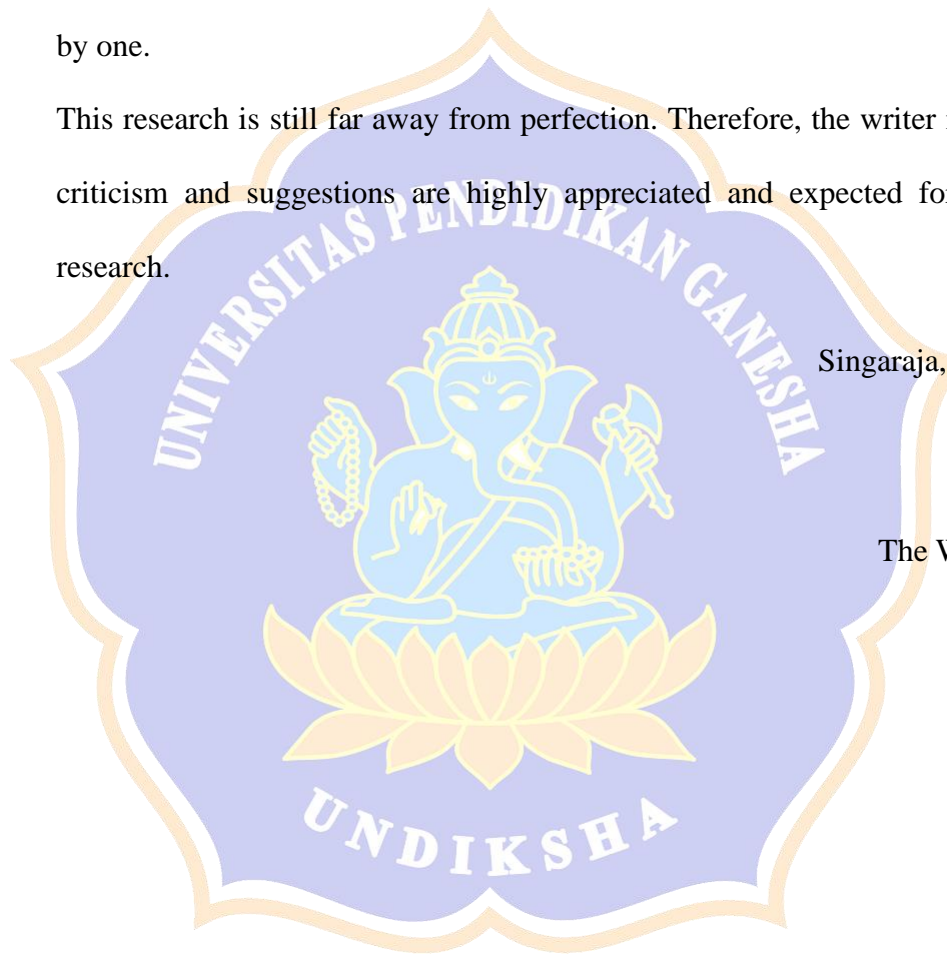 by one.
This research is still far away from perfection. Therefore, the writer
criticism and suggestions are highly appreciated and expected for
research.
UNIVERSITAS PENDIDIKAN GANESHA
Singaraja,
The
UNDIKSHA